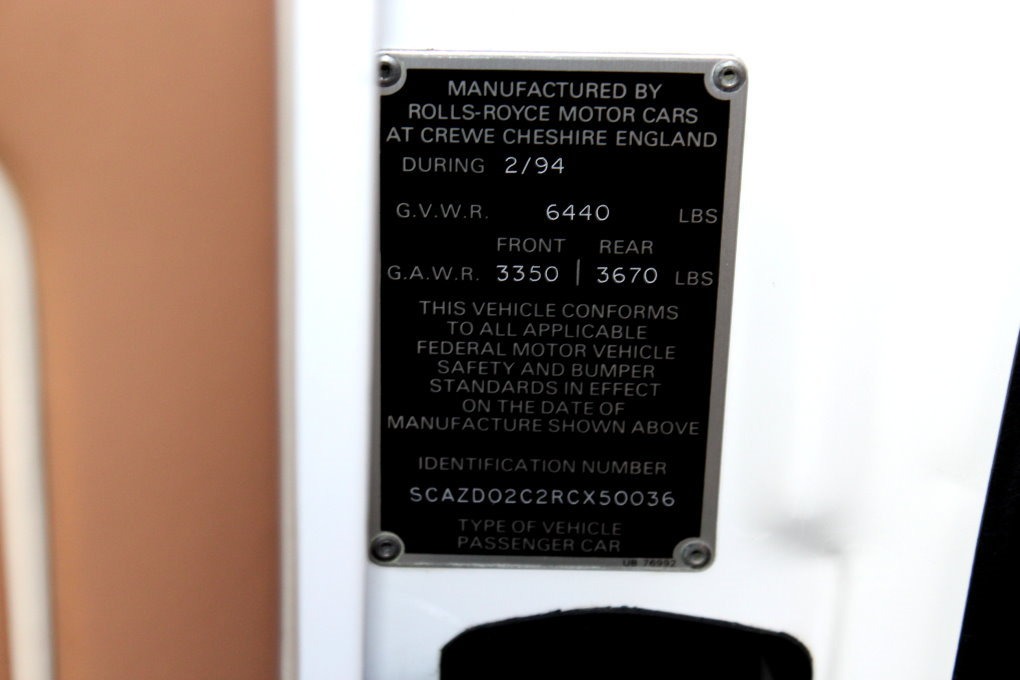 MANUFACTURED BY
ROLLS-ROYCE MOTOR CARS
AT CREWE CHESHIRE ENGLAND
DURING 2/94
G.V.W.R. 6440 LBS
FRONT REAR
G.A.W.R. 3350 | 3670 LBS
THIS VEHICLE CONFORMS
TO ALL APPLICABLE
FEDERAL MOTOR VEHICLE
SAFETY AND BUMPER
STANDARDS IN EFFECT
ON THE DATE OF
MANUFACTURE SHOWN ABOVE
IDENTIFICATION NUMBER
SCAZD02C2RCX50036
TYPE OF VEHICLE
PASSENGER CAR
UB 76992